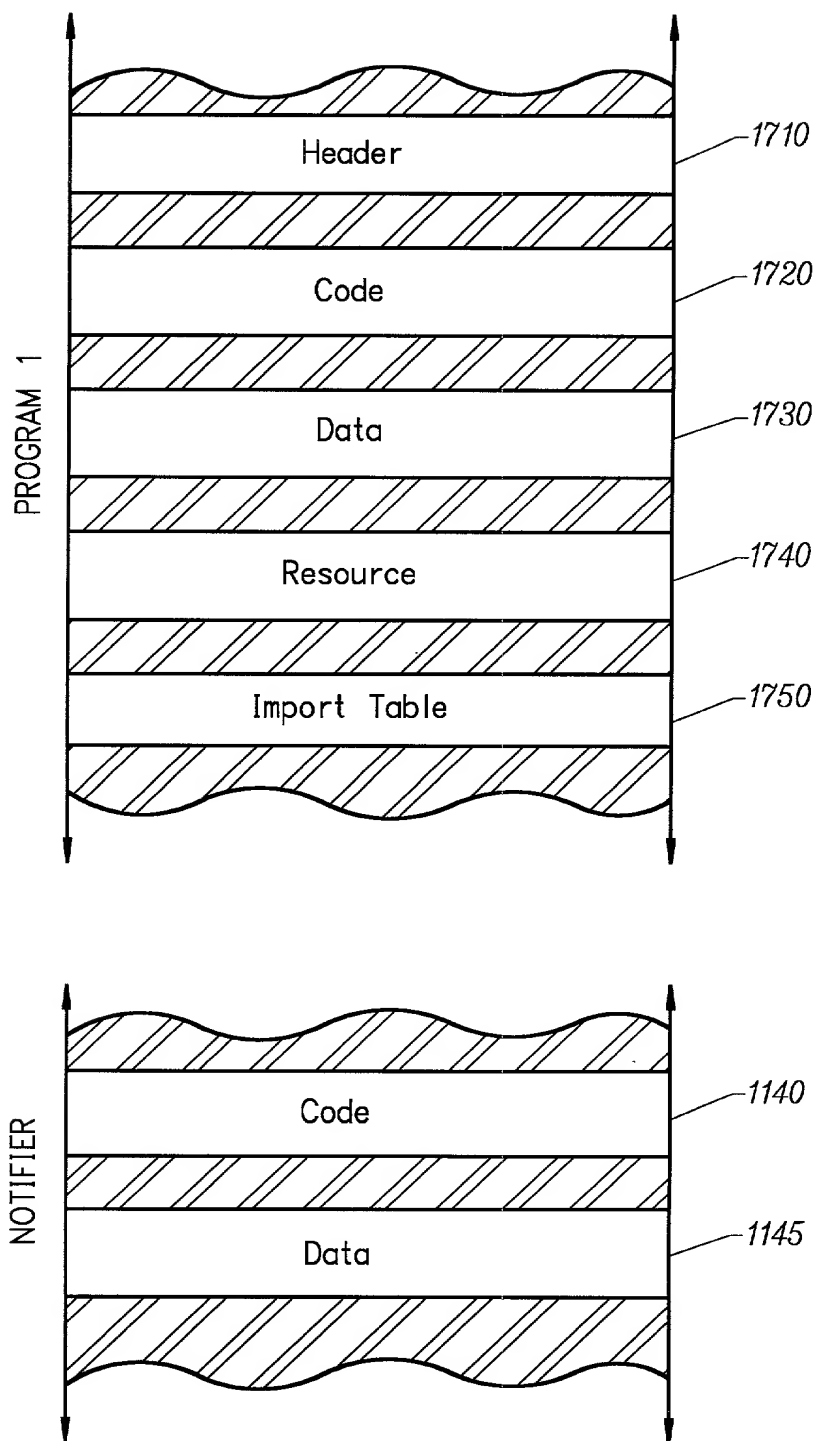 PROGRAM 1
Header
1710
Code
1720
Data
1730
Resource
1740
Import Table
1750
NOTIFIER
Code
1140
Data
1145